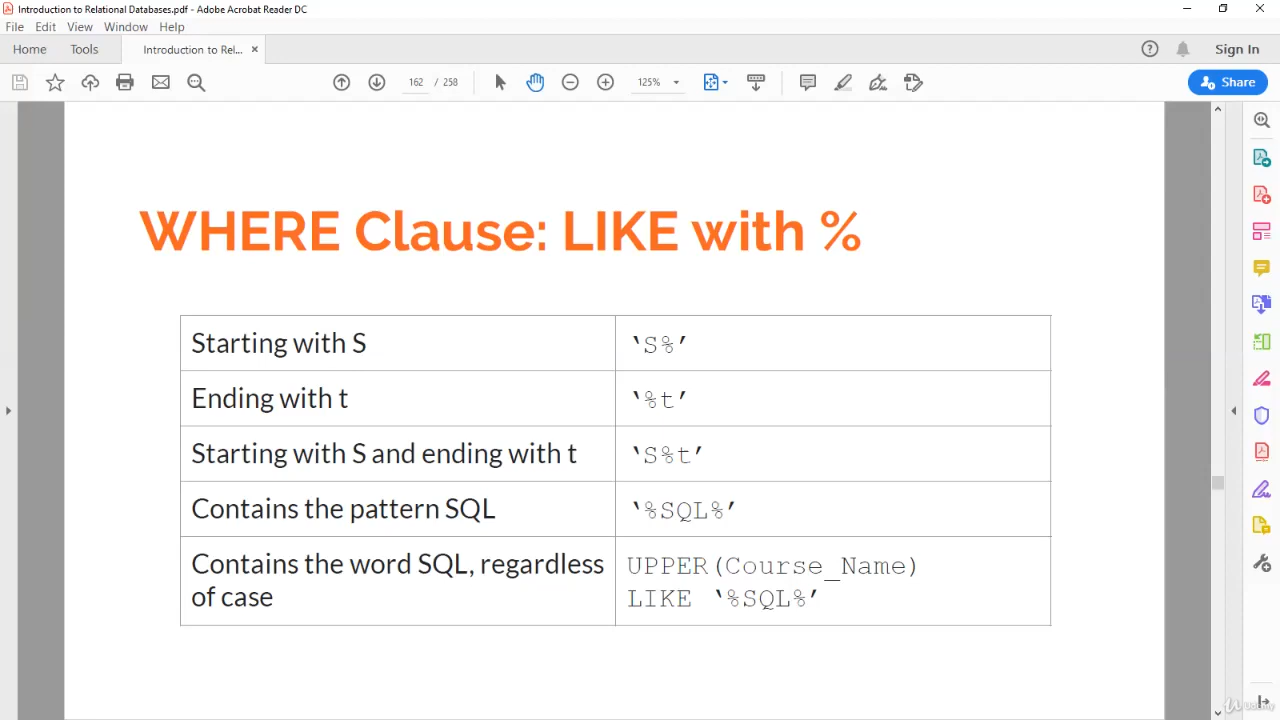 Introduction to Relational Databases.pdf - Adobe Acrobat Reader DC
File Edit View Window Help
Home Tools Introduction to Rel... × Sign In
162 / 258 125% Share
WHERE Clause: LIKE with %
Starting with S ‘S%’
Ending with t ‘%t’
Starting with S and ending with t ‘S%t’
Contains the pattern SQL ‘%SQL%’
Contains the word SQL, regardless UPPER(Course_Name)
of case LIKE ‘%SQL%’
Udemy